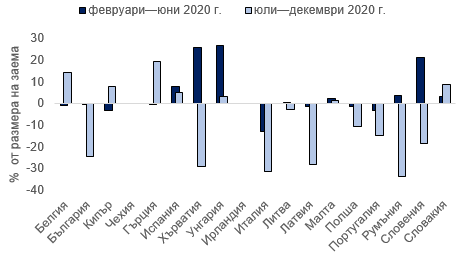 февруари—юни 2020 г. юли—декември 2020 г.
% от размера на заема
30
20
10
0
-10
-20
-30
-40
Белгия
България
Кипър
Чехия
Гърция
Испания
Хърватия
Унгария
Ирландия
Италия
Литва
Латвия
Малта
Полша
Португалия
Румъния
Словения
Словакия